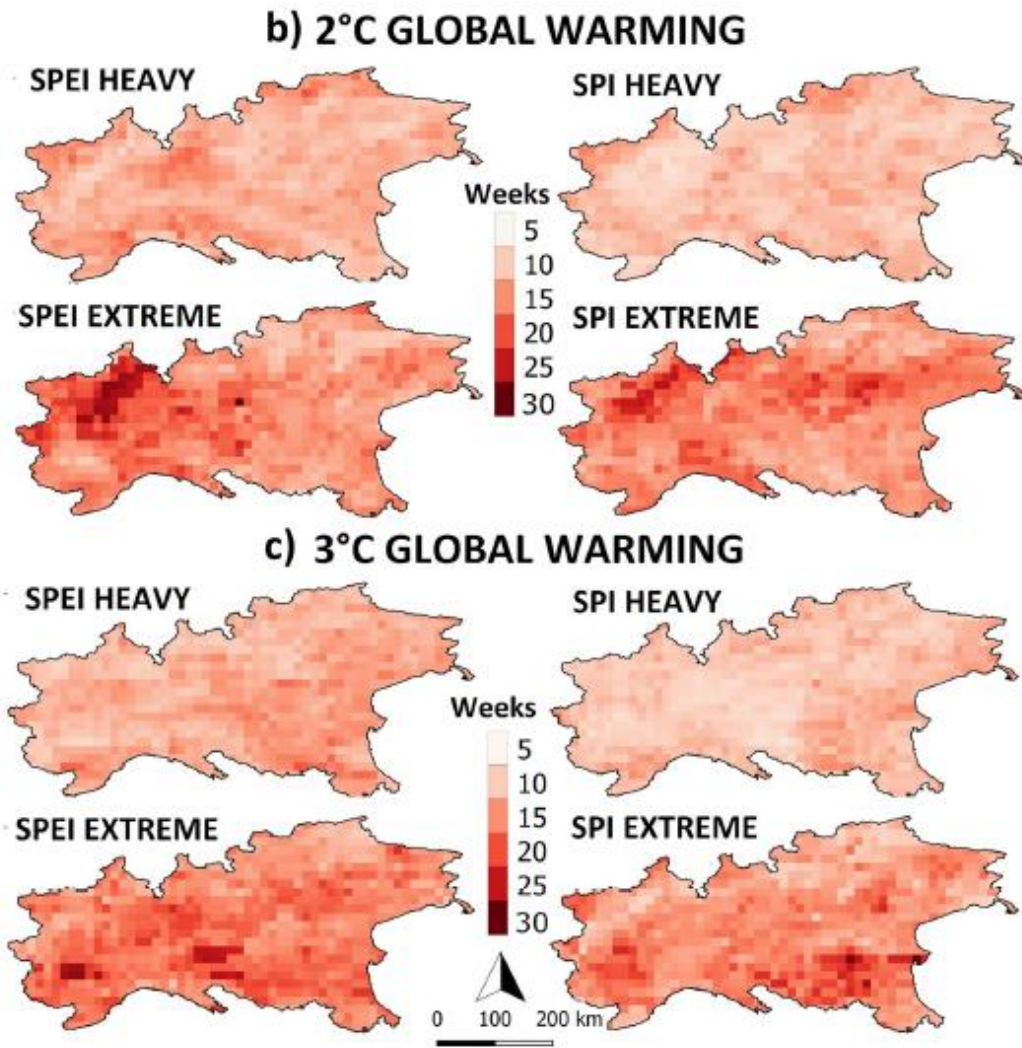 b) 2°C GLOBAL WARMING
SPEI HEAVY
SPI HEAVY
Weeks
5
10
15
20
25
30
SPEI EXTREME
SPI EXTREME
c) 3°C GLOBAL WARMING
SPEI HEAVY
SPI HEAVY
Weeks
5
10
15
20
25
30
SPEI EXTREME
SPI EXTREME
0 100 200 km